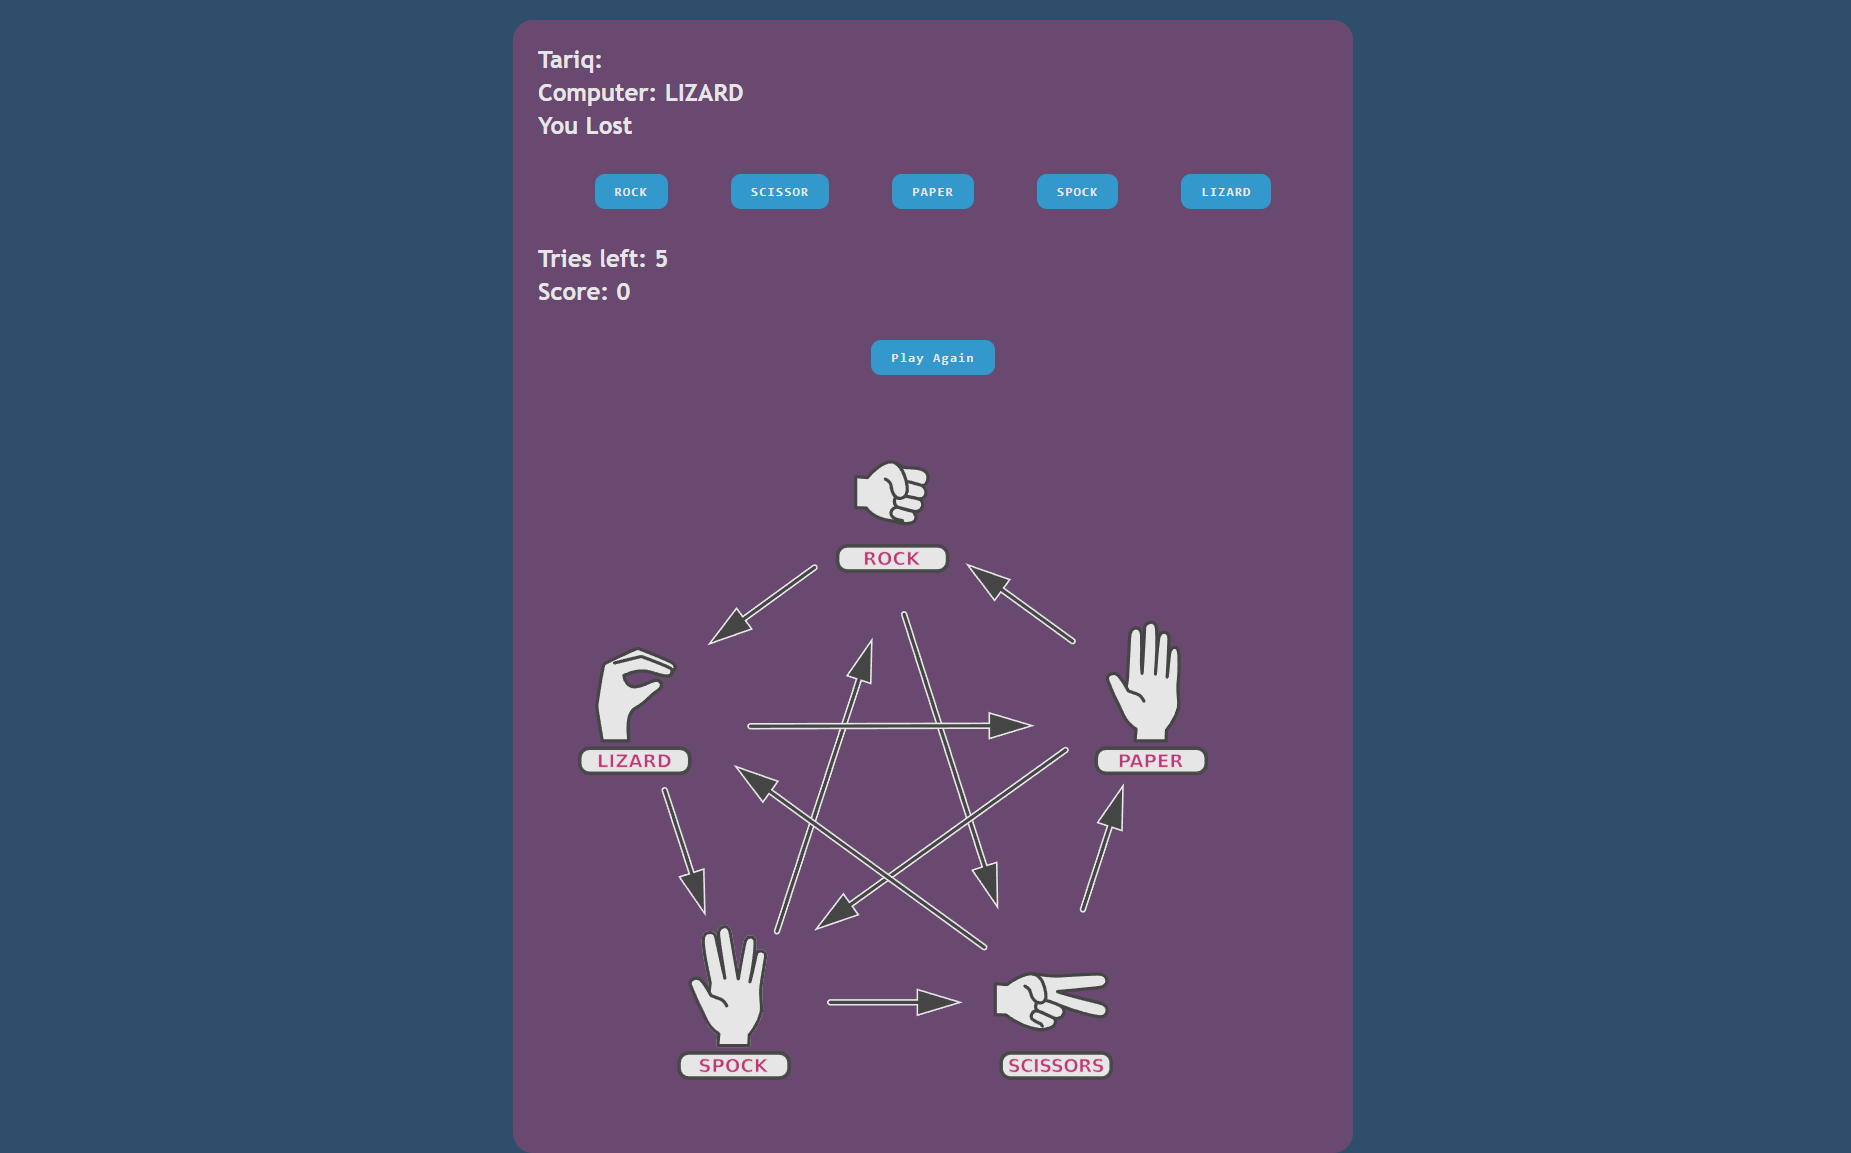 Tariq:
Computer: LIZARD
You Lost
ROCK SCISSOR PAPER SPOCK LIZARD
Tries left: 5
Score: 0
Play Again
ROCK
LIZARD
PAPER
SPOCK
SCISSORS